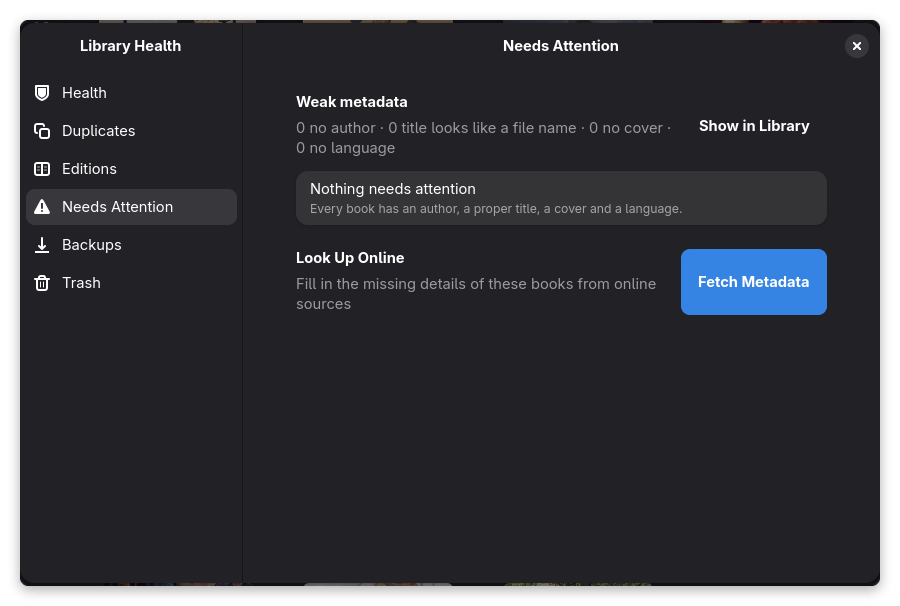 Library Health
Needs Attention
Health
Duplicates
Editions
Needs Attention
Backups
Trash
Weak metadata
0 no author · 0 title looks like a file name · 0 no cover ·
0 no language
Show in Library
Nothing needs attention
Every book has an author, a proper title, a cover and a language.
Look Up Online
Fill in the missing details of these books from online
sources
Fetch Metadata